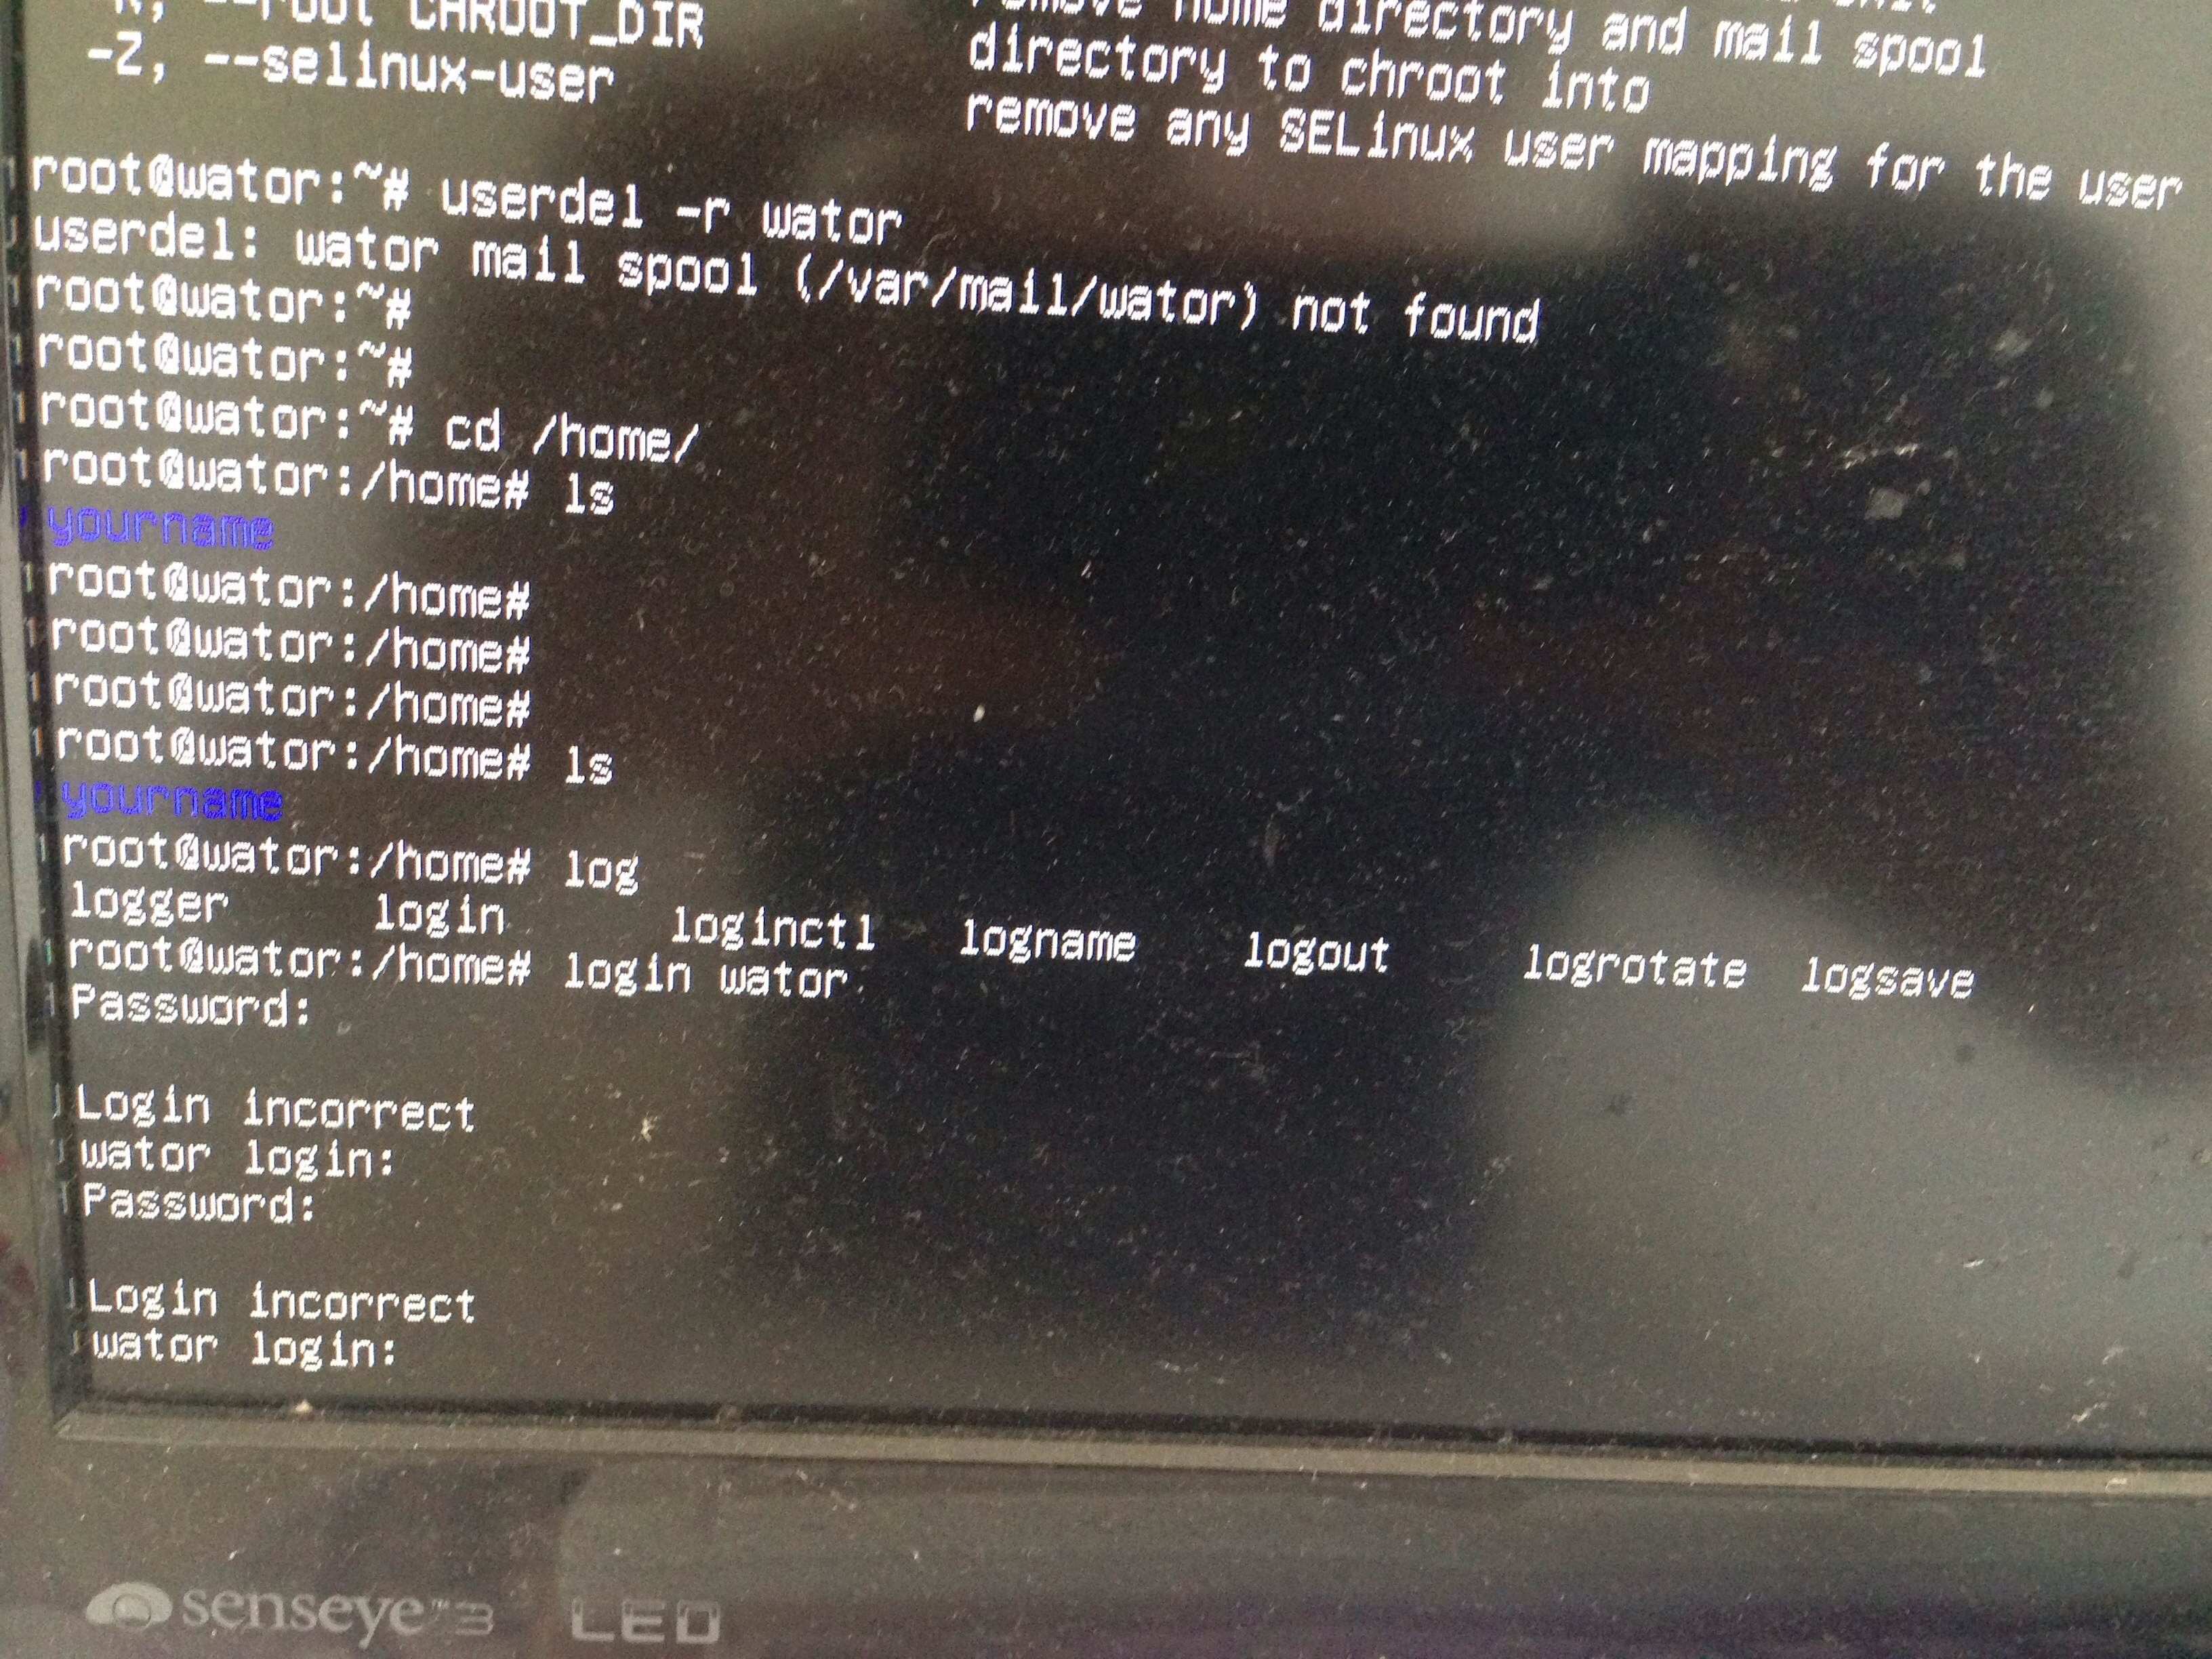 -R, --root CHROOT_DIR
remove home directory and mail spool
directory to chroot into
-Z, --selinux-user
remove any SELinux user mapping for the user
root@wator:~# userdel -r wator
userdel: wator mail spool (/var/mail/wator) not found
root@wator:~#
root@wator:~#
root@wator:~# cd /home/
root@wator:/home# ls
yourname
root@wator:/home#
root@wator:/home#
root@wator:/home#
root@wator:/home# ls
yourname
root@wator:/home# log
logger login loginctl logname logout logrotate logsave
root@wator:/home# login wator
Password:
Login incorrect
wator login:
Password:
Login incorrect
wator login:
senseye™3 LED